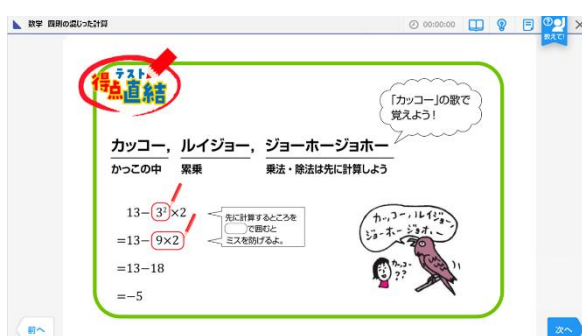 数学 四則の混じった計算
00:00:00
教えて!
テスト
得点直結
「カッコー」の歌で
覚えよう!
カッコー, ルイジョー, ジョーホージョホー
かっこの中 累乗 乗法・除法は先に計算しよう
13−3²×2
=13−9×2
=13−18
=−5
先に計算するところを
で囲むと
ミスを防げるよ。
カッコー, ルイジョー,
ジョーホー ジョホー
カッコー
??
前へ
次へ